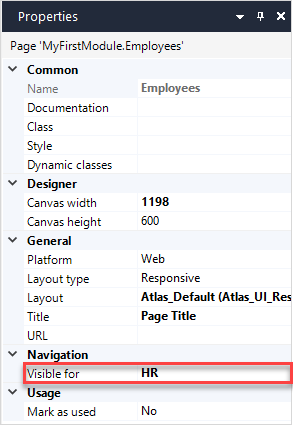 Properties
Page 'MyFirstModule.Employees'
Common
Name Employees
Documentation
Class
Style
Dynamic classes
Designer
Canvas width 1198
Canvas height 600
General
Platform Web
Layout type Responsive
Layout Atlas_Default (Atlas_UI_Res
Title Page Title
URL
Navigation
Visible for HR
Usage
Mark as used No